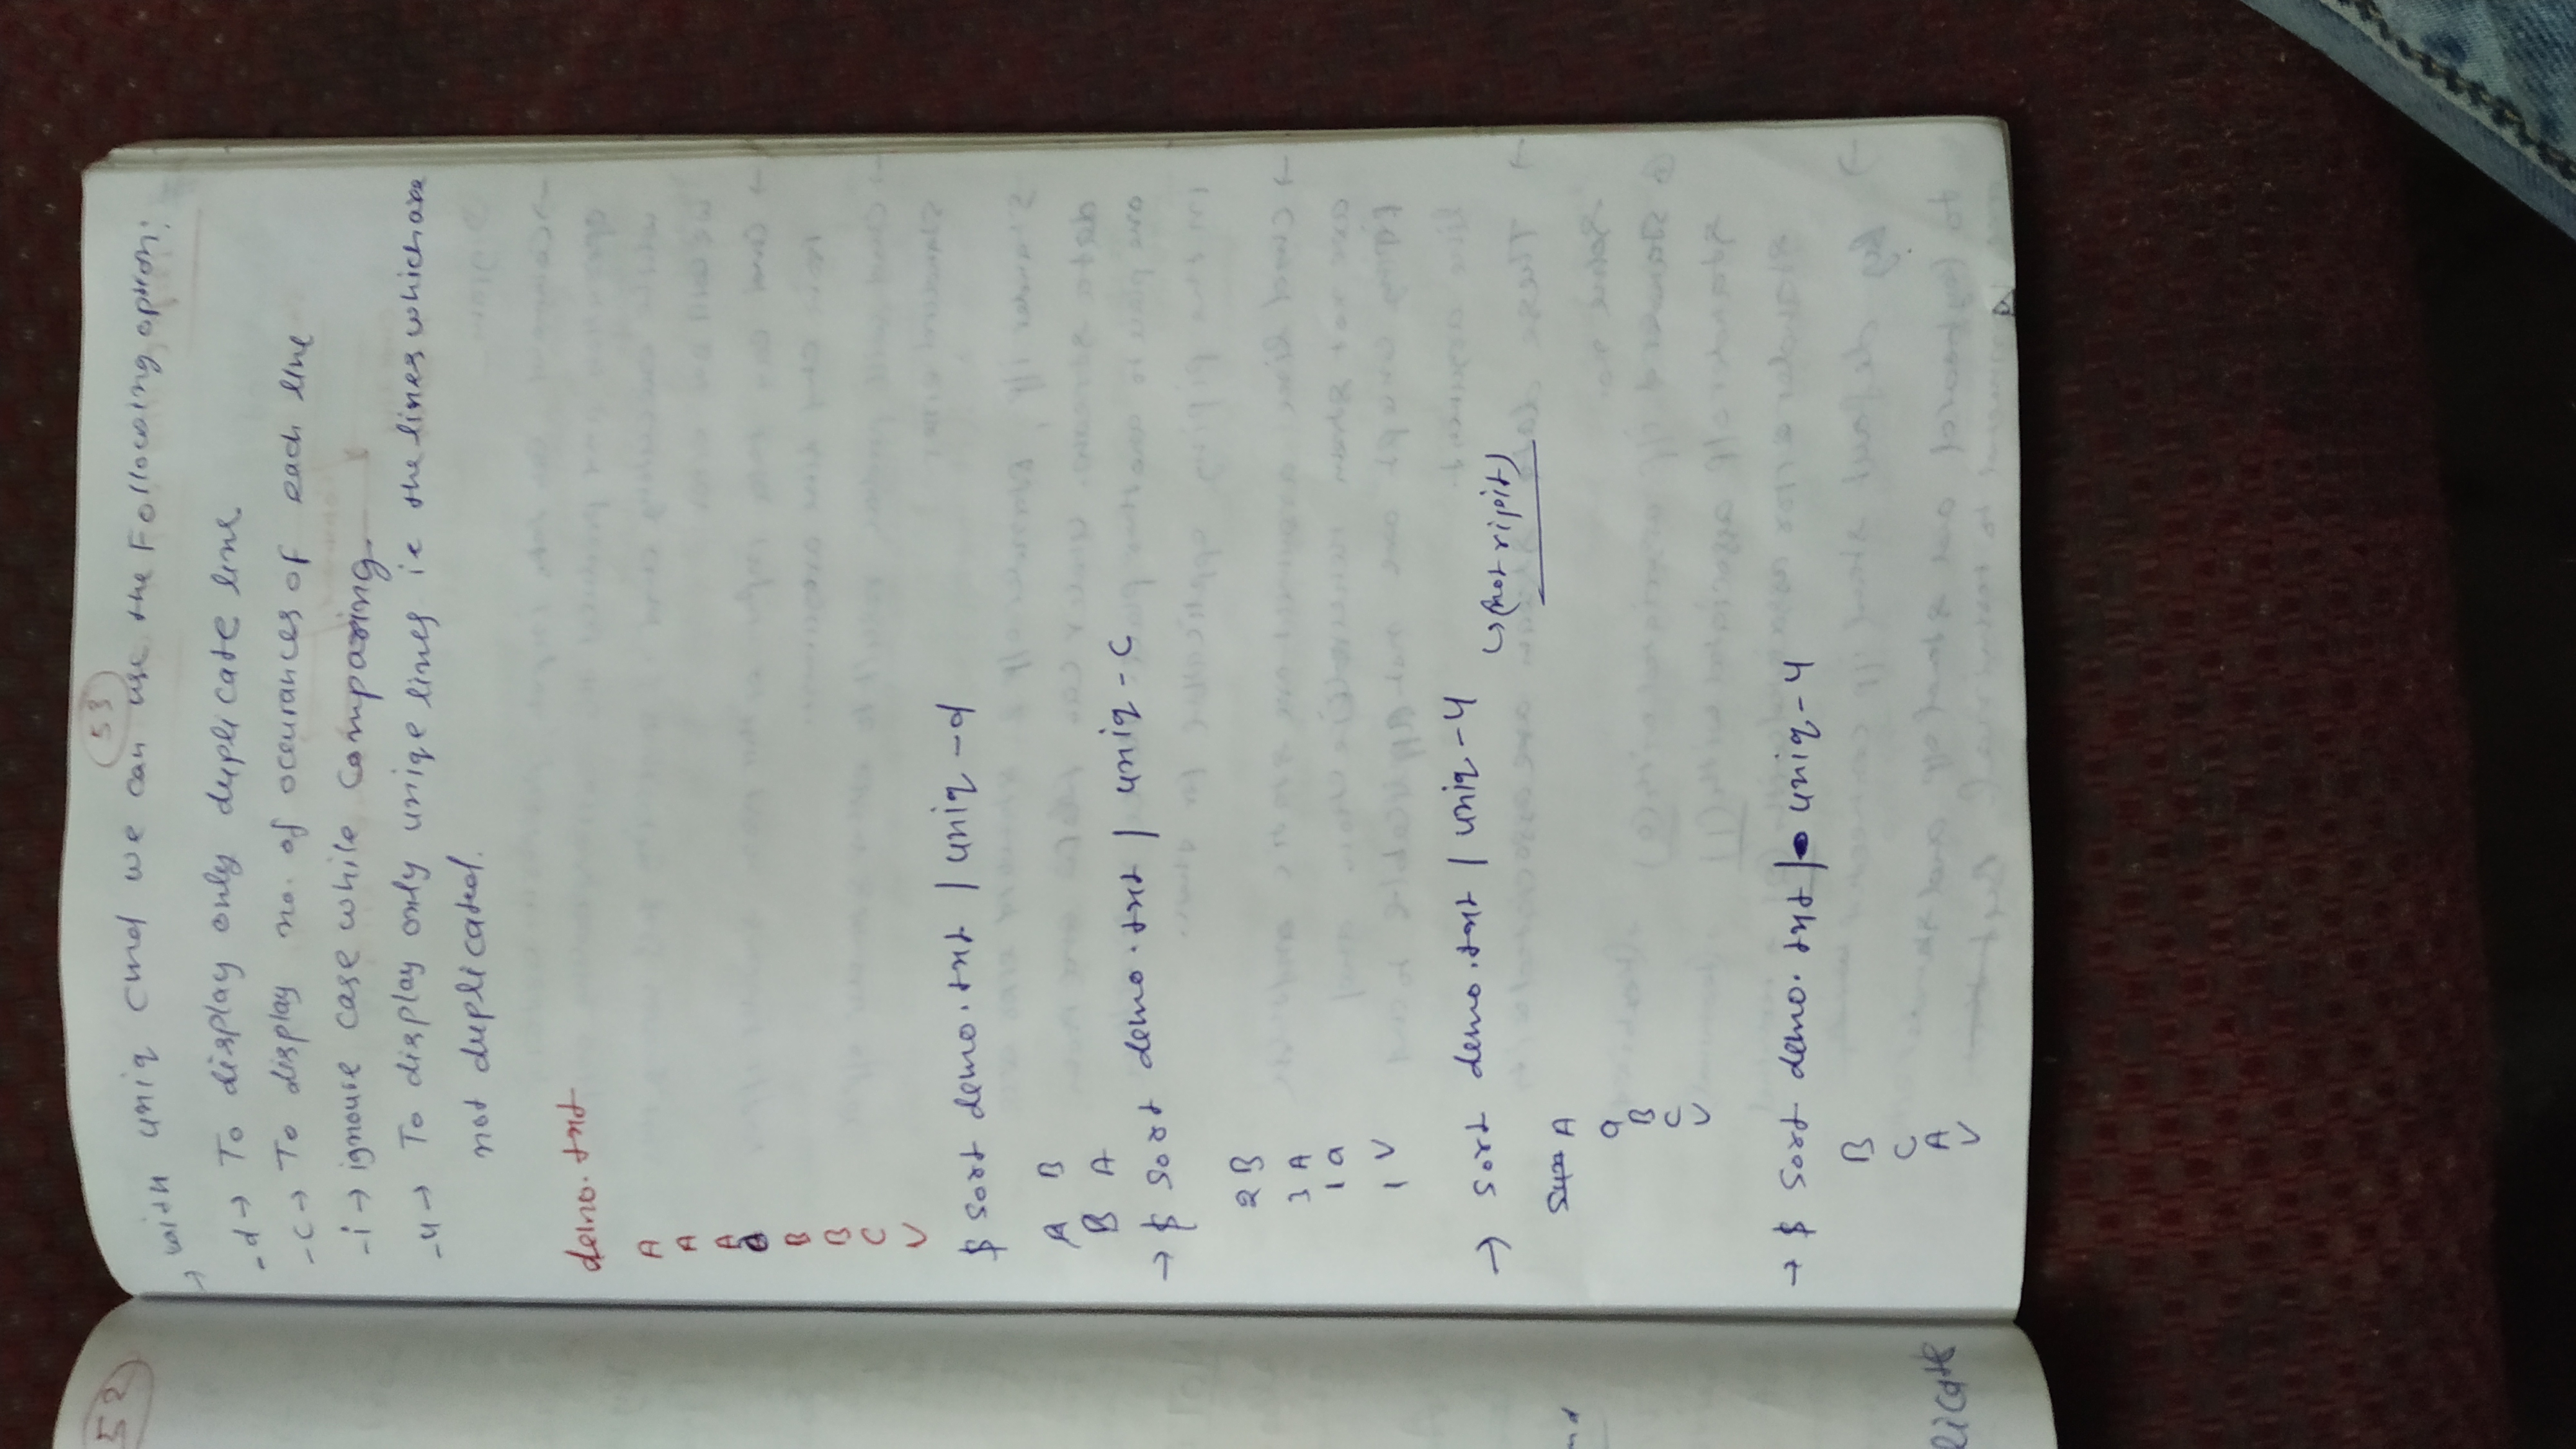 52
53
→ with uniq cmd we can use the Following option:
-d → To display only duplicate line
-c → To display no. of occurances of each line
-i → ignoure case while comparing.
-u → To display only unique lines ie the lines which are
not duplicated.
demo.txt
A
A
A
a
B
B
C
V
$ sort demo.txt | uniq -d
A B
B A
→ $ sort demo.txt | uniq - c
2 B
3 A
1 a
1 V
→ sort demo.txt | uniq - u
↳ (not ripit)
A
a
B
C
V
→ $ sort demo.txt | uniq - u
B
C
A
V
licate